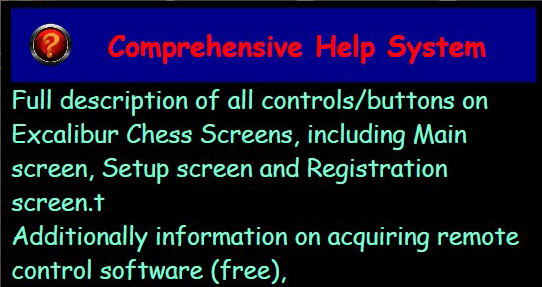 Comprehensive Help System
Full description of all controls/buttons on
Excalibur Chess Screens, including Main
screen, Setup screen and Registration
screen.t
Additionally information on acquiring remote
control software (free),